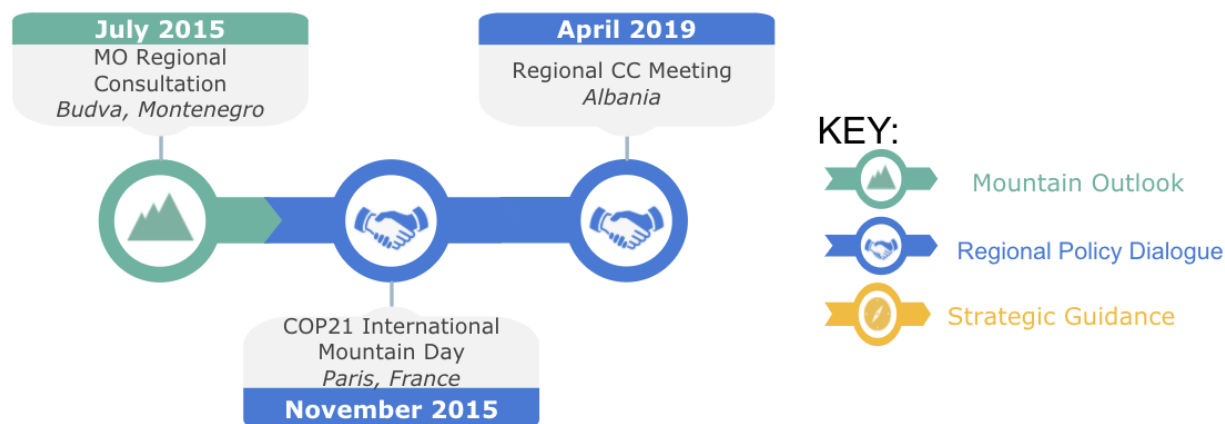 July 2015
MO Regional
Consultation
Budva, Montenegro
April 2019
Regional CC Meeting
Albania
COP21 International
Mountain Day
Paris, France
November 2015
KEY:
Mountain Outlook
Regional Policy Dialogue
Strategic Guidance